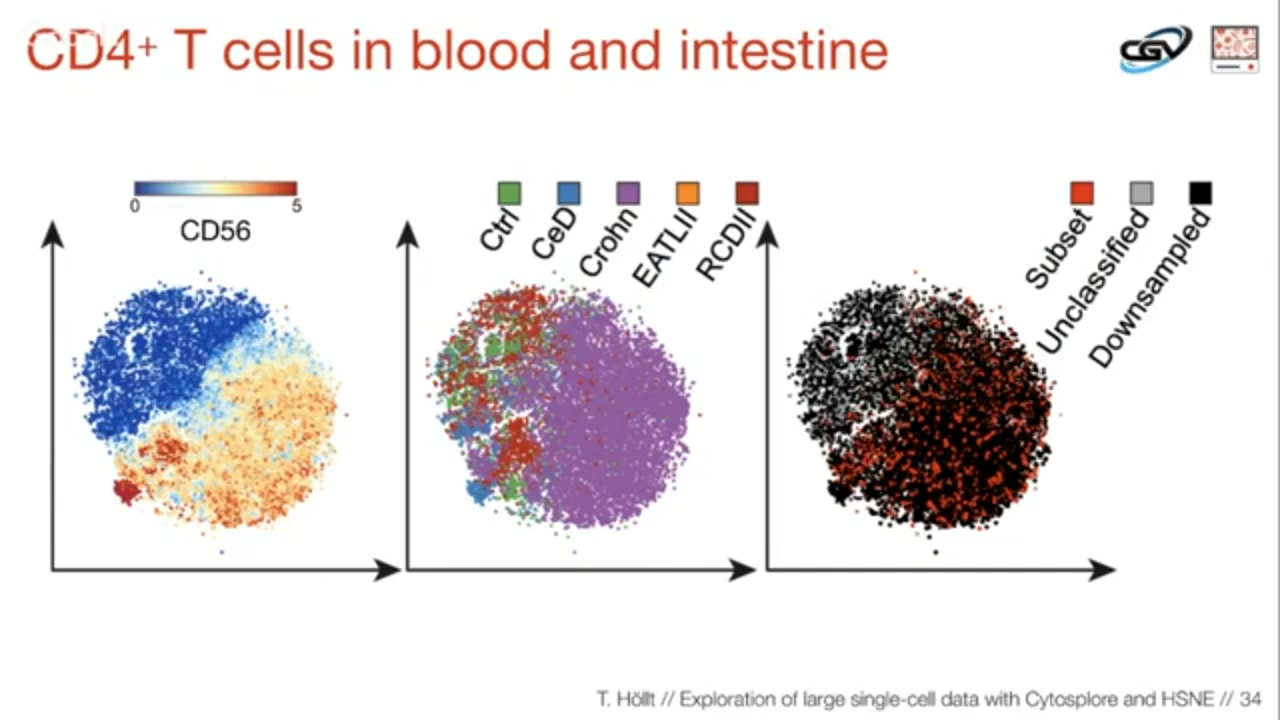 CD4+ T cells in blood and intestine
CGV
0
5
CD56
Ctrl
CeD
Crohn
EATLII
RCDII
Subset
Unclassified
Downsampled
T. Höllt // Exploration of large single-cell data with Cytosplore and HSNE // 34